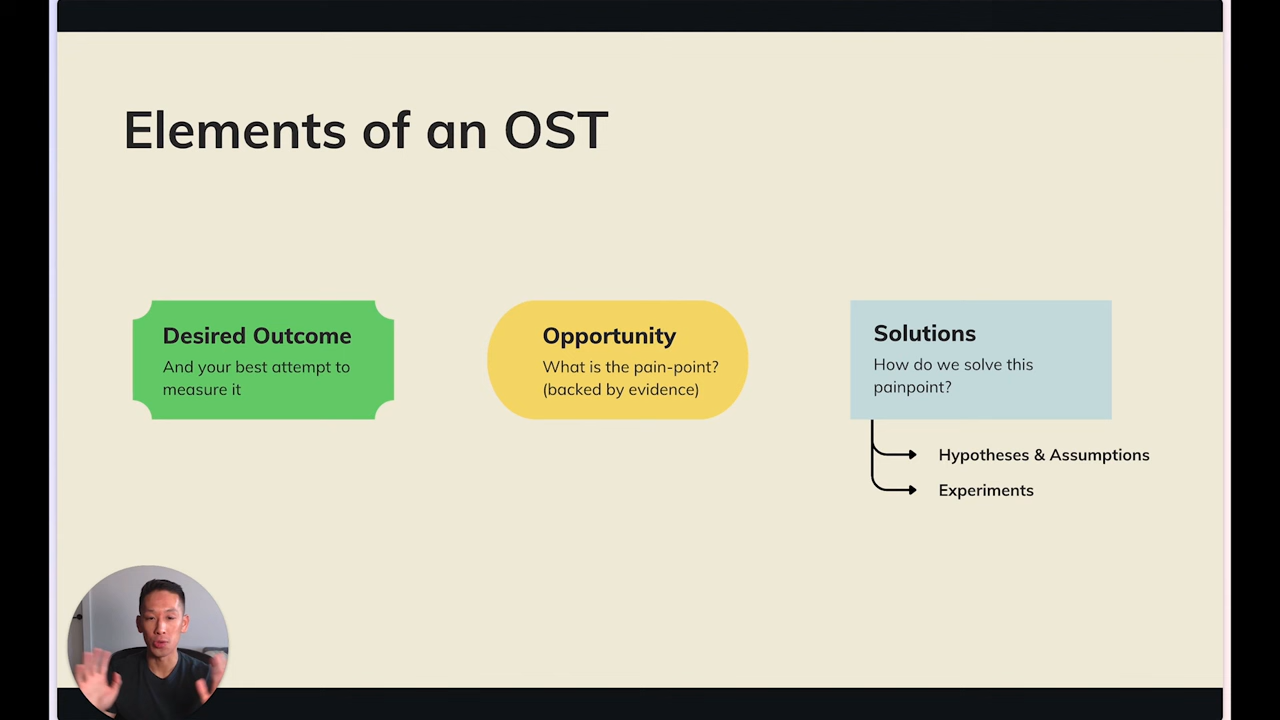 Elements of an OST
Desired Outcome
And your best attempt to
measure it
Opportunity
What is the pain-point?
(backed by evidence)
Solutions
How do we solve this
painpoint?
Hypotheses & Assumptions
Experiments